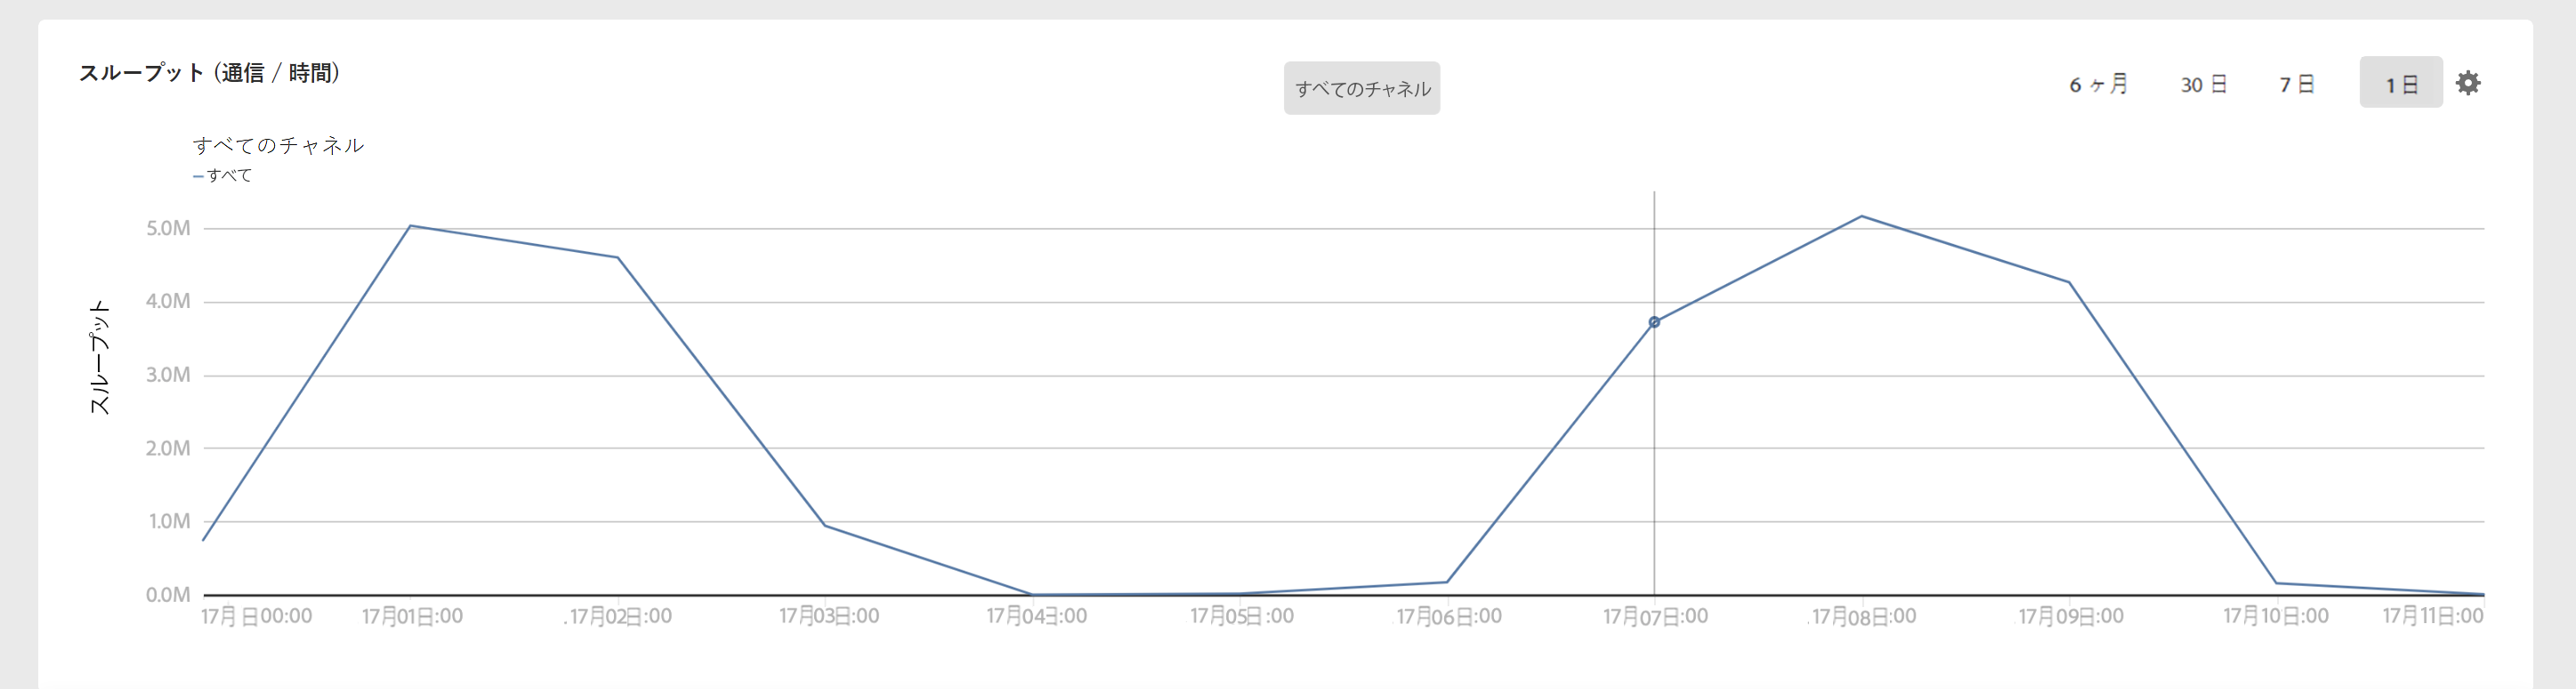 スループット (通信 / 時間)
すべてのチャネル
6 ヶ月 30 日 7 日 1 日
すべてのチャネル
すべて
スループット
5.0M
4.0M
3.0M
2.0M
1.0M
0.0M
17月 日00:00 17月01日:00 .17月02日:00 17月03日:00 17月04日:00 17月05日:00 17月06日:00 17月07日:00 17月08日:00 17月09日:00 17月10日:00 17月11日:00